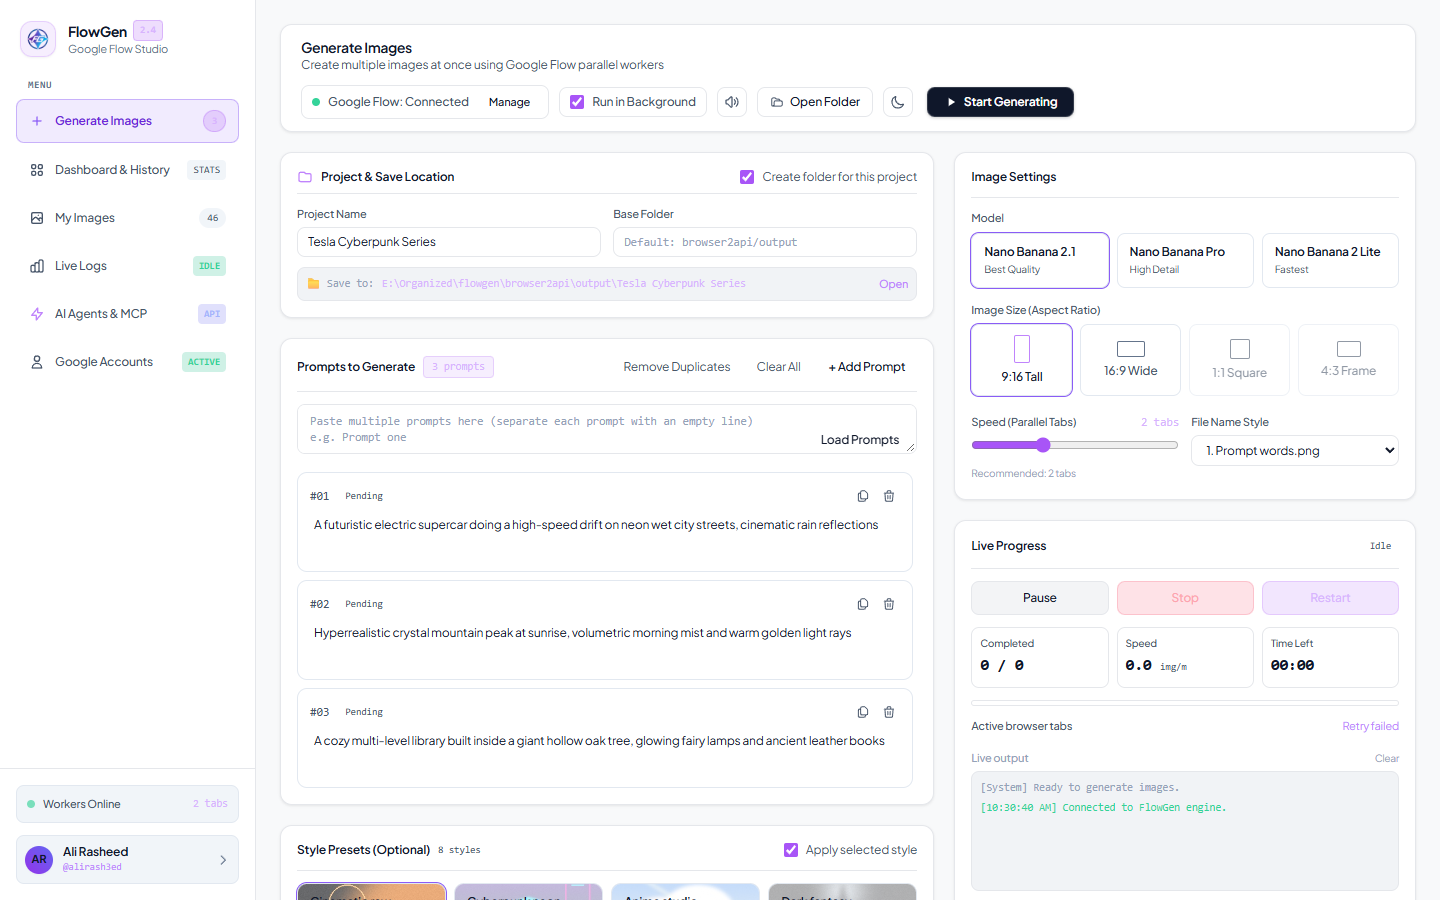 FlowGen 2.4
Google Flow Studio
MENU
Generate Images 3
Dashboard & History STATS
My Images 46
Live Logs IDLE
AI Agents & MCP API
Google Accounts ACTIVE
Workers Online 2 tabs
AR Ali Rasheed
@alirash3ed
Generate Images
Create multiple images at once using Google Flow parallel workers
Google Flow: Connected Manage Run in Background Open Folder Start Generating
Project & Save Location Create folder for this project
Project Name Base Folder
Tesla Cyberpunk Series Default: browser2api/output
Save to: E:\Organized\flowgen\browser2api\output\Tesla Cyberpunk Series Open
Prompts to Generate 3 prompts Remove Duplicates Clear All + Add Prompt
Paste multiple prompts here (separate each prompt with an empty line)
e.g. Prompt one
Load Prompts
#01 Pending
A futuristic electric supercar doing a high-speed drift on neon wet city streets, cinematic rain reflections
#02 Pending
Hyperrealistic crystal mountain peak at sunrise, volumetric morning mist and warm golden light rays
#03 Pending
A cozy multi-level library built inside a giant hollow oak tree, glowing fairy lamps and ancient leather books
Style Presets (Optional) 8 styles Apply selected style
Image Settings
Model
Nano Banana 2.1 Nano Banana Pro Nano Banana 2 Lite
Best Quality High Detail Fastest
Image Size (Aspect Ratio)
9:16 Tall 16:9 Wide 1:1 Square 4:3 Frame
Speed (Parallel Tabs) 2 tabs File Name Style
1. Prompt words.png
Recommended: 2 tabs
Live Progress Idle
Pause Stop Restart
Completed Speed Time Left
0 / 0 0.0 img/m 00:00
Active browser tabs Retry failed
Live output Clear
[System] Ready to generate images.
[10:30:40 AM] Connected to FlowGen engine.